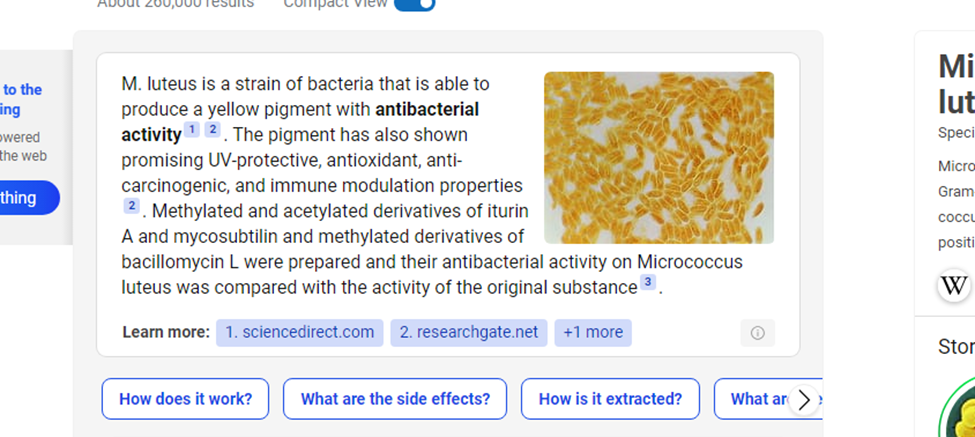 About 260,000 results Compact View
to the
ing
owered
the web
thing
M. luteus is a strain of bacteria that is able to
produce a yellow pigment with antibacterial
activity 1 2 . The pigment has also shown
promising UV-protective, antioxidant, anti-
carcinogenic, and immune modulation properties
2 . Methylated and acetylated derivatives of iturin
A and mycosubtilin and methylated derivatives of
bacillomycin L were prepared and their antibacterial activity on Micrococcus
luteus was compared with the activity of the original substance 3 .
Learn more: 1. sciencedirect.com 2. researchgate.net +1 more
How does it work? What are the side effects? How is it extracted? What ar
Mi
lut
Speci
Micro
Gram
coccu
positi
W
Stor